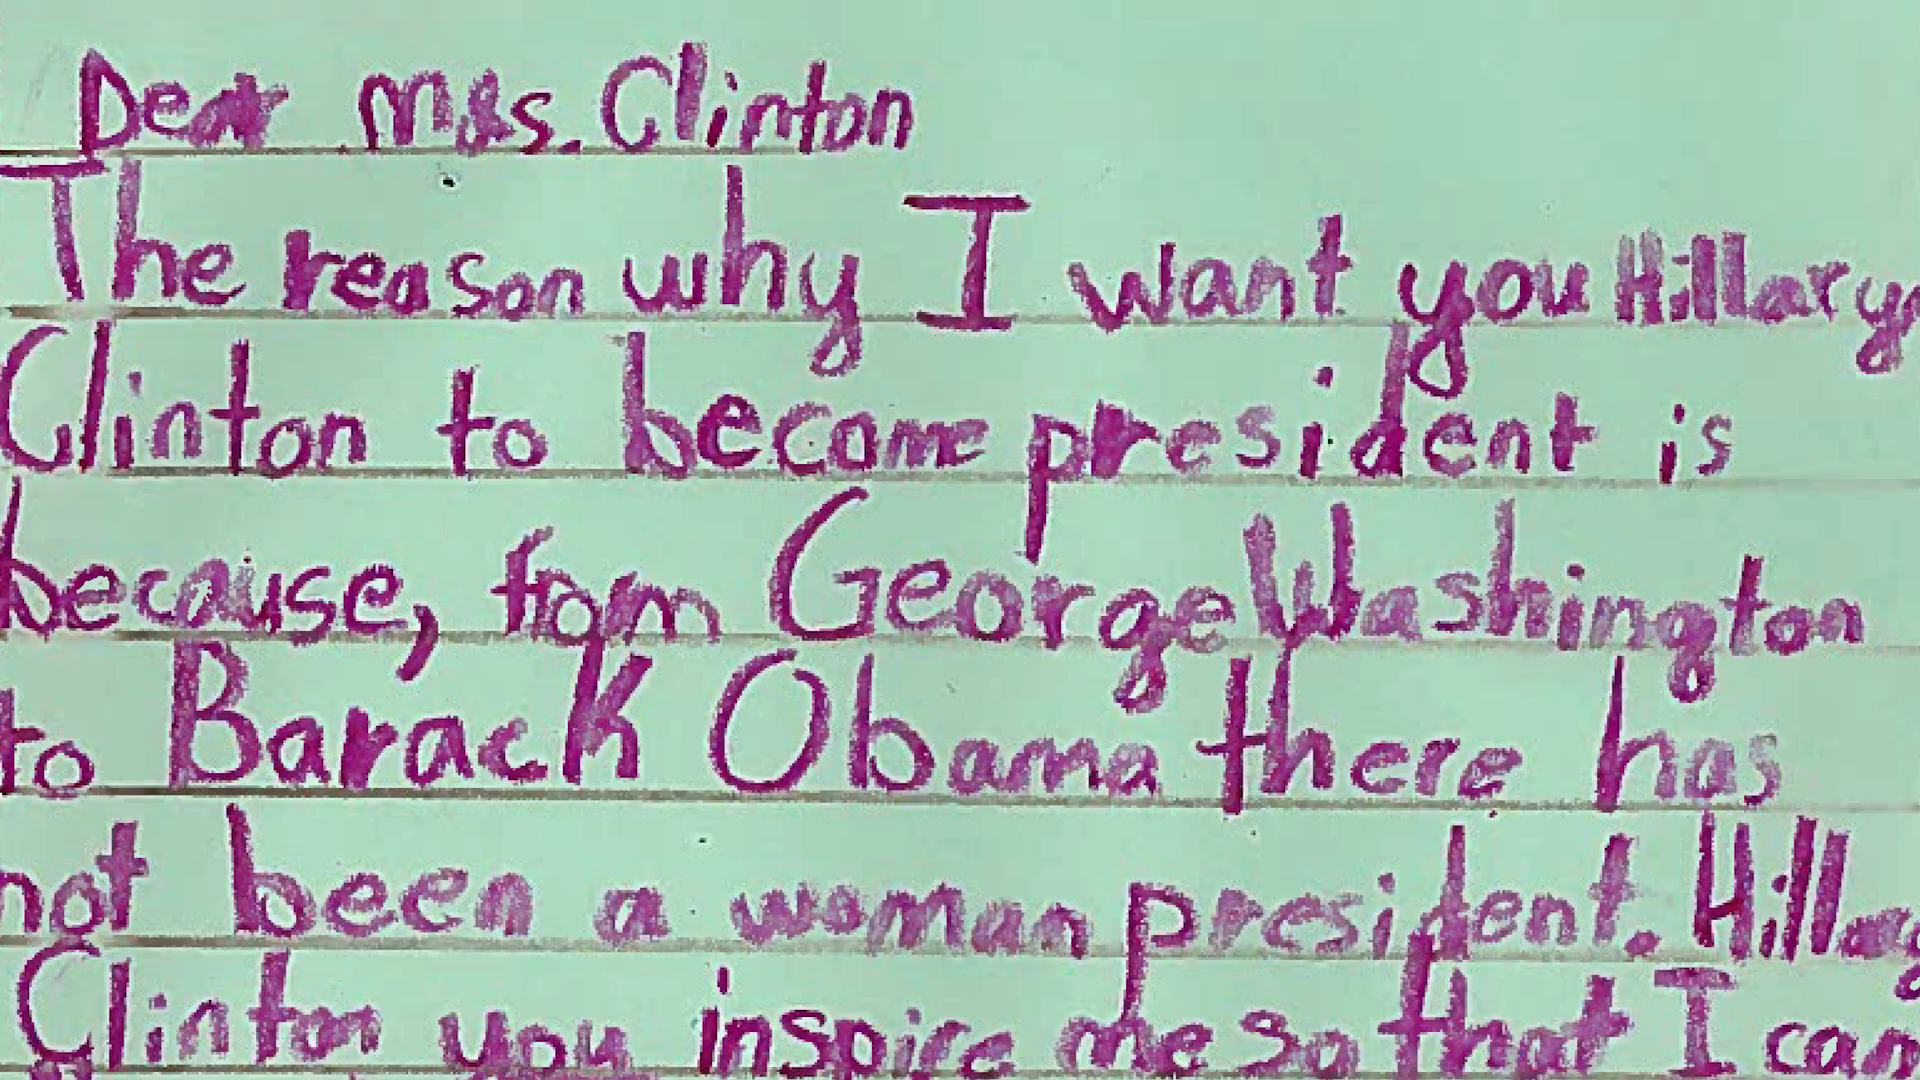 Dear Mrs. Clinton
The reason why I want you Hillary
Clinton to become president is
because, from George Washington
to Barack Obama there has
not been a woman president. Hillary
Clinton you inspire me so that I can